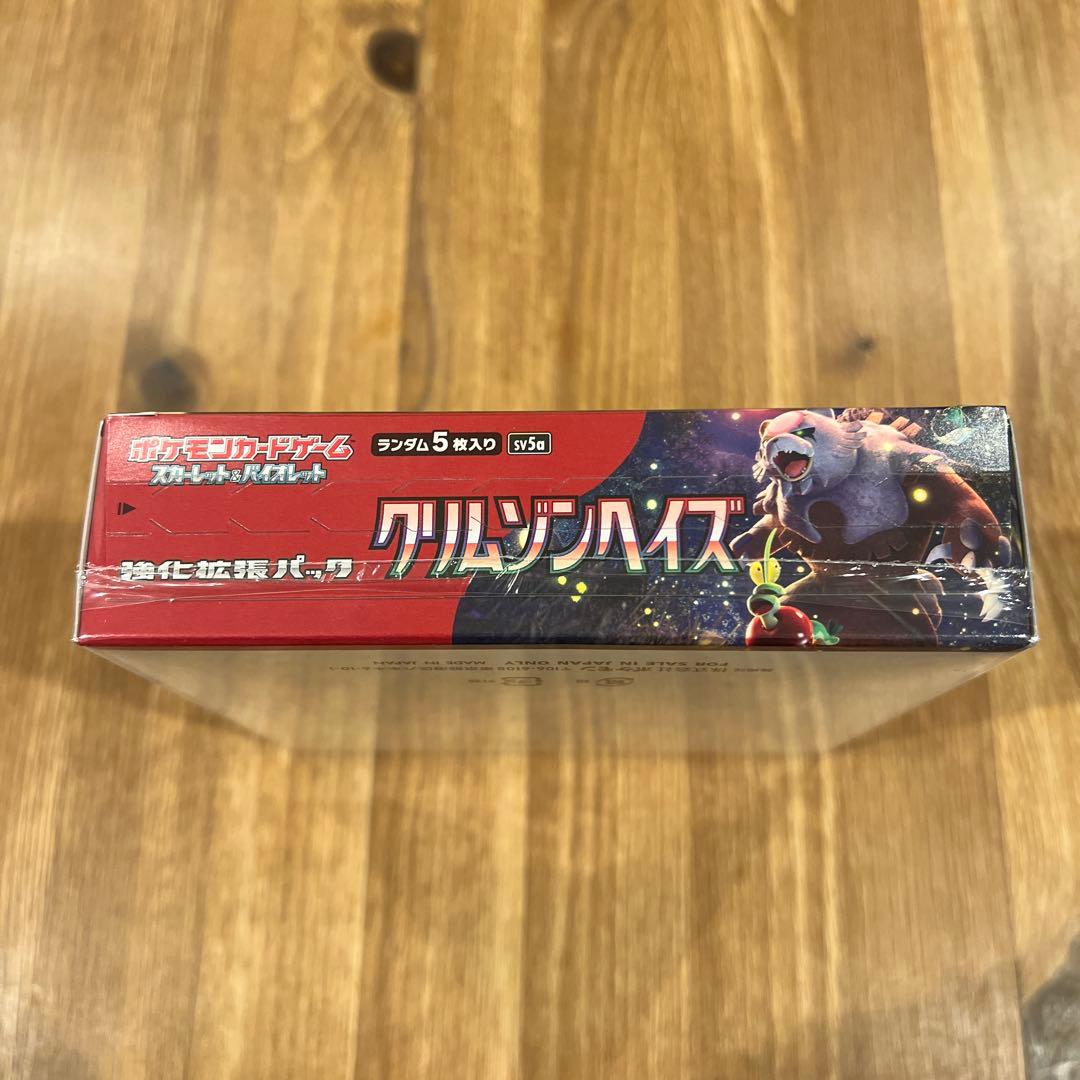 ポケモンカードゲーム
スカーレット&バイオレット
ランダム5枚入り
SV5a
クリムゾンヘイズ
強化拡張パック
FOR SALE IN JAPAN ONLY
MADE IN JAPAN